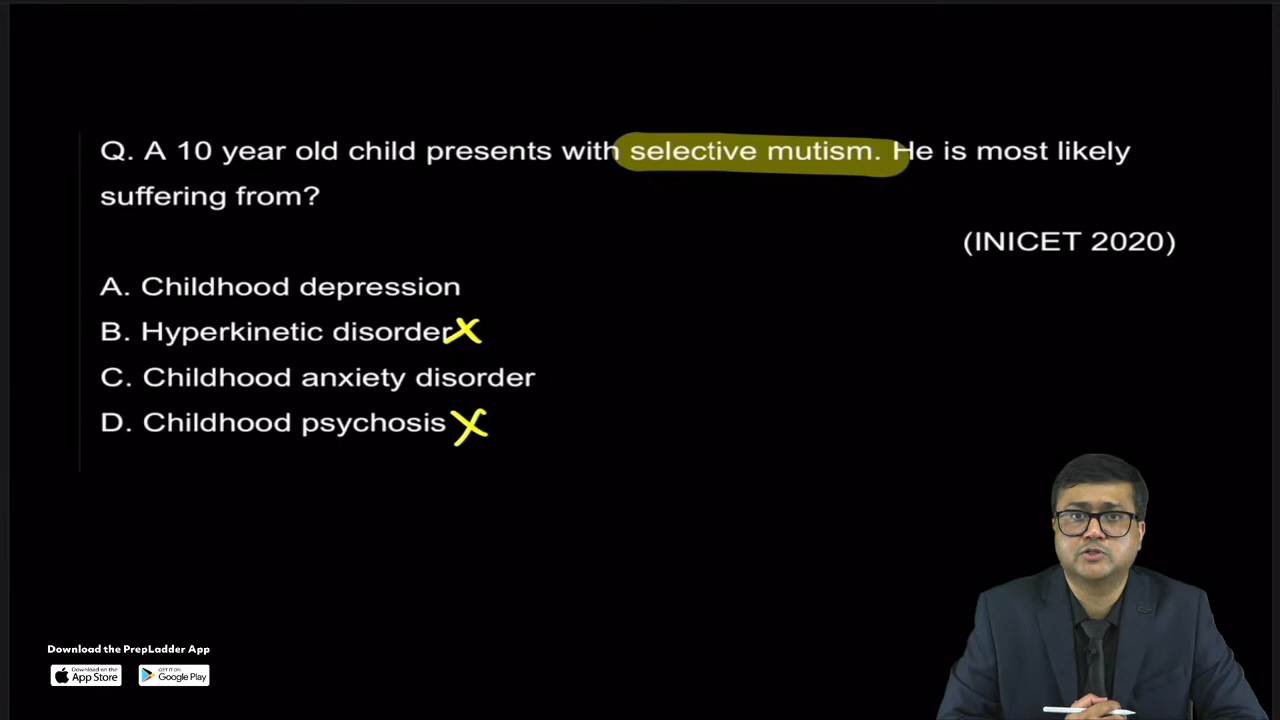 Q. A 10 year old child presents with selective mutism. He is most likely
suffering from?
(INICET 2020)
A. Childhood depression
B. Hyperkinetic disorder
C. Childhood anxiety disorder
D. Childhood psychosis
Download the PrepLadder App
Download on the
App Store
GET IT ON
Google Play